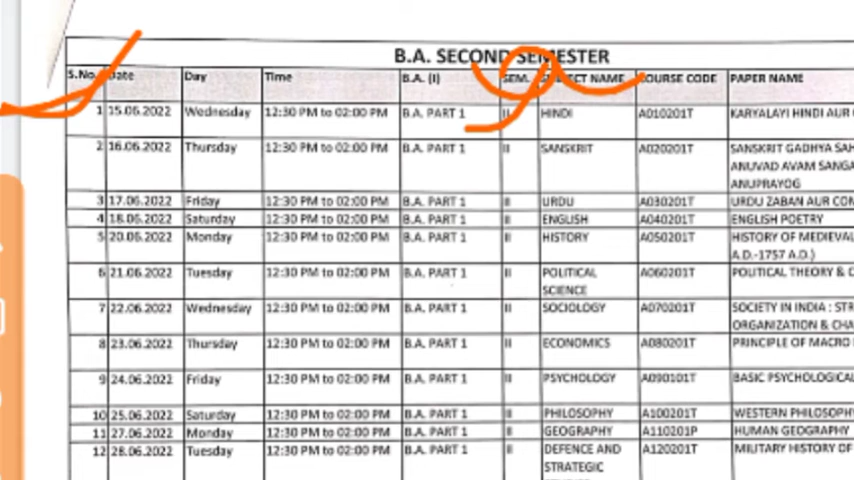 B.A. SECOND SEMESTER
S.No. Date Day Time B.A. (I) SEM. SUBJECT NAME COURSE CODE PAPER NAME
1 15.06.2022 Wednesday 12:30 PM to 02:00 PM B.A. PART 1 II HINDI A010201T KARYALAYI HINDI AUR
2 16.06.2022 Thursday 12:30 PM to 02:00 PM B.A. PART 1 II SANSKRIT A020201T SANSKRIT GADHYA SAH
ANUVAD AVAM SANGA
ANUPRAYOG
3 17.06.2022 Friday 12:30 PM to 02:00 PM B.A. PART 1 II URDU A030201T URDU ZABAN AUR COM
4 18.06.2022 Saturday 12:30 PM to 02:00 PM B.A. PART 1 II ENGLISH A040201T ENGLISH POETRY
5 20.06.2022 Monday 12:30 PM to 02:00 PM B.A. PART 1 II HISTORY A050201T HISTORY OF MEDIEVAL
A.D.-1757 A.D.)
6 21.06.2022 Tuesday 12:30 PM to 02:00 PM B.A. PART 1 II POLITICAL A060201T POLITICAL THEORY & C
SCIENCE
7 22.06.2022 Wednesday 12:30 PM to 02:00 PM B.A. PART 1 II SOCIOLOGY A070201T SOCIETY IN INDIA : STR
ORGANIZATION & CHA
8 23.06.2022 Thursday 12:30 PM to 02:00 PM B.A. PART 1 II ECONOMICS A080201T PRINCIPLE OF MACRO
9 24.06.2022 Friday 12:30 PM to 02:00 PM B.A. PART 1 II PSYCHOLOGY A090101T BASIC PSYCHOLOGICAL
10 25.06.2022 Saturday 12:30 PM to 02:00 PM B.A. PART 1 II PHILOSOPHY A100201T WESTERN PHILOSOPHY
11 27.06.2022 Monday 12:30 PM to 02:00 PM B.A. PART 1 II GEOGRAPHY A110201P HUMAN GEOGRAPHY
12 28.06.2022 Tuesday 12:30 PM to 02:00 PM B.A. PART 1 II DEFENCE AND A120201T MILITARY HISTORY OF
STRATEGIC